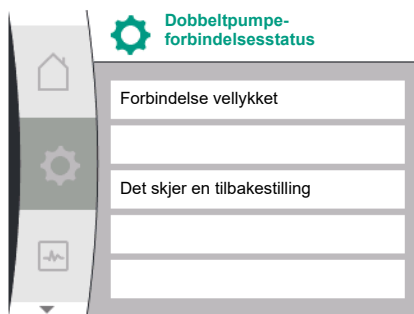 Dobbeltpumpe-
forbindelsesstatus
Forbindelse vellykket
Det skjer en tilbakestilling